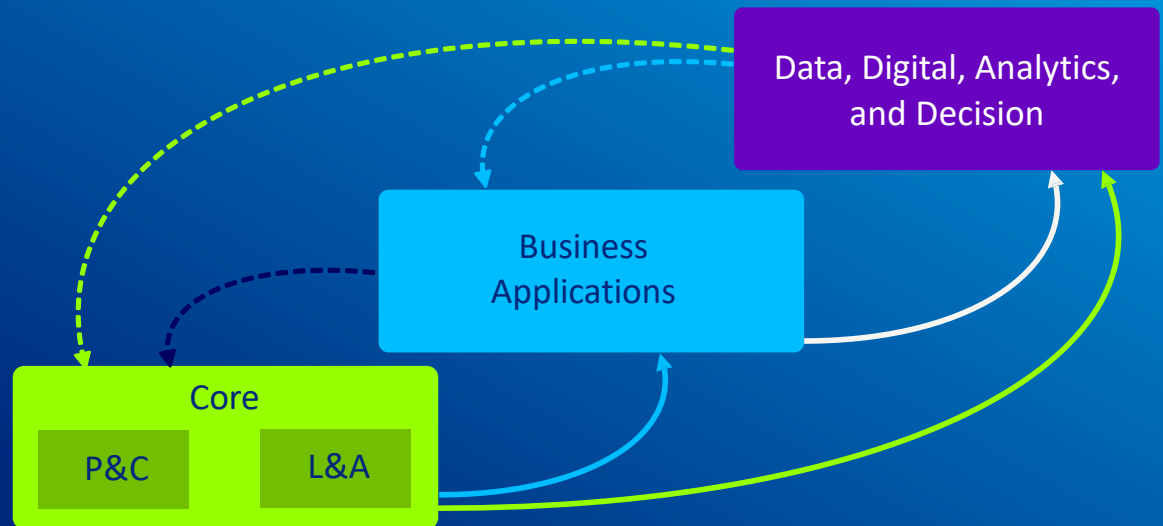 Data, Digital, Analytics,
and Decision
Business
Applications
Core
P&C
L&A